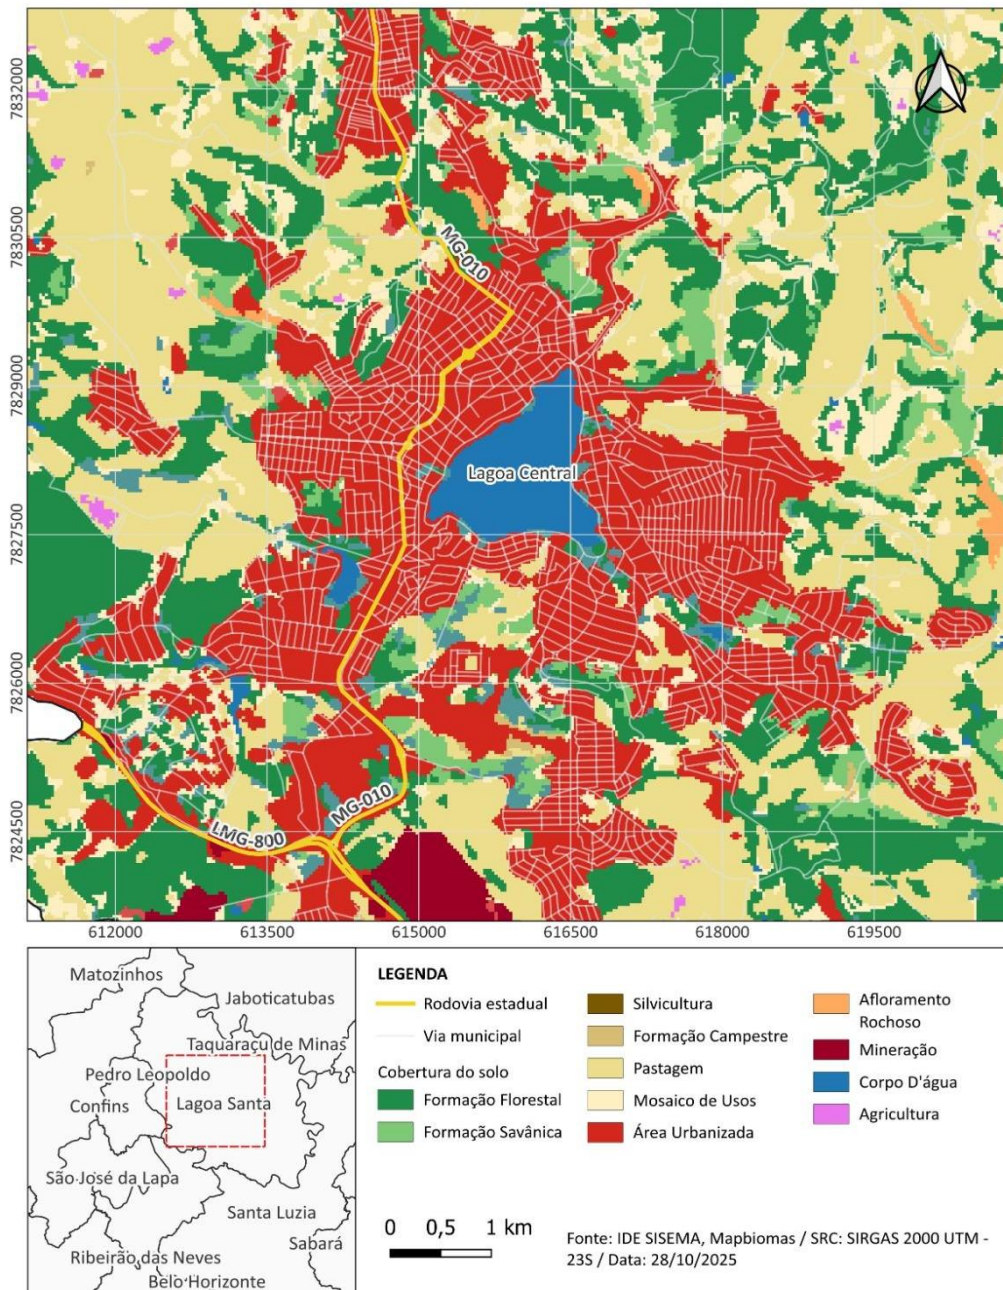 N
7832000
7830500
7829000
7827500
7826000
7824500
MG-010
Lagoa Central
MG-010
LMG-800
612000
613500
615000
616500
618000
619500
Matozinhos
Jaboticatubas
Taquaraçu de Minas
Pedro Leopoldo
Lagoa Santa
Confins
São José da Lapa
Santa Luzia
Sabará
Ribeirão das Neves
Belo Horizonte
LEGENDA
Rodovia estadual
Via municipal
Cobertura do solo
Formação Florestal
Formação Savânica
Silvicultura
Formação Campestre
Pastagem
Mosaico de Usos
Área Urbanizada
Afloramento
Rochoso
Mineração
Corpo D'água
Agricultura
0 0,5 1 km
Fonte: IDE SISEMA, Mapbiomas / SRC: SIRGAS 2000 UTM -
23S / Data: 28/10/2025